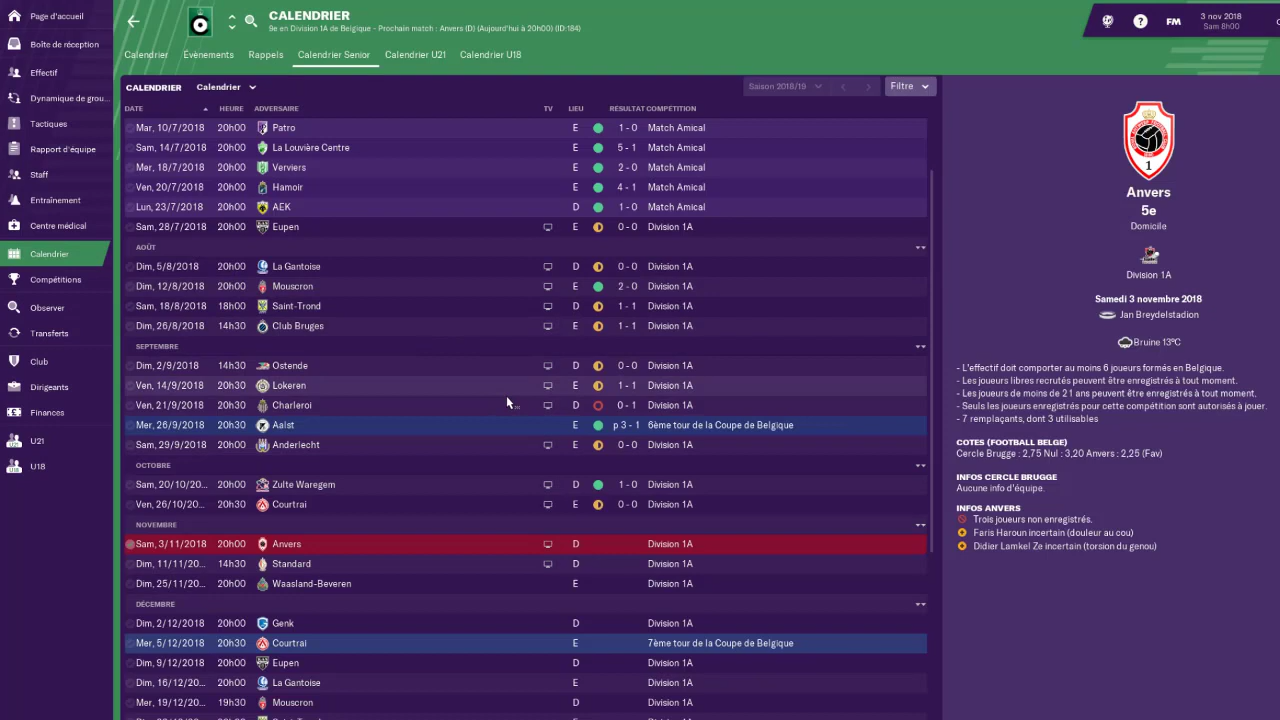 Page d'accueil
Boîte de réception
Effectif
Dynamique de grou...
Tactiques
Rapport d'équipe
Staff
Entraînement
Centre médical
Calendrier
Compétitions
Observer
Transferts
Club
Dirigeants
Finances
U21
U18
CALENDRIER
9e en Division 1A de Belgique - Prochain match : Anvers (D) (Aujourd'hui à 20h00) (ID:184)
FM
3 nov 2018
Sam 8h00
Calendrier Évènements Rappels Calendrier Senior Calendrier U21 Calendrier U18
CALENDRIER Calendrier Saison 2018/19 Filtre
DATE HEURE ADVERSAIRE TV LIEU RÉSULTAT COMPÉTITION
Mar, 10/7/2018 20h00 Patro E 1 - 0 Match Amical
Sam, 14/7/2018 20h00 La Louvière Centre E 5 - 1 Match Amical
Mer, 18/7/2018 20h00 Verviers E 2 - 0 Match Amical
Ven, 20/7/2018 20h00 Hamoir E 4 - 1 Match Amical
Lun, 23/7/2018 20h00 AEK D 1 - 0 Match Amical
Sam, 28/7/2018 20h00 Eupen E 0 - 0 Division 1A
AOÛT
Dim, 5/8/2018 20h00 La Gantoise D 0 - 0 Division 1A
Dim, 12/8/2018 20h00 Mouscron E 2 - 0 Division 1A
Sam, 18/8/2018 18h00 Saint-Trond D 1 - 1 Division 1A
Dim, 26/8/2018 14h30 Club Bruges E 1 - 1 Division 1A
SEPTEMBRE
Dim, 2/9/2018 14h30 Ostende D 0 - 0 Division 1A
Ven, 14/9/2018 20h30 Lokeren E 1 - 1 Division 1A
Ven, 21/9/2018 20h30 Charleroi D 0 - 1 Division 1A
Mer, 26/9/2018 20h30 Aalst E p 3 - 1 6ème tour de la Coupe de Belgique
Sam, 29/9/2018 20h30 Anderlecht E 0 - 0 Division 1A
OCTOBRE
Sam, 20/10/20... 20h00 Zulte Waregem D 1 - 0 Division 1A
Ven, 26/10/20... 20h30 Courtrai E 0 - 0 Division 1A
NOVEMBRE
Sam, 3/11/2018 20h00 Anvers D Division 1A
Dim, 11/11/20... 14h30 Standard D Division 1A
Dim, 25/11/20... 20h00 Waasland-Beveren E Division 1A
DÉCEMBRE
Dim, 2/12/2018 20h00 Genk D Division 1A
Mer, 5/12/2018 20h30 Courtrai E 7ème tour de la Coupe de Belgique
Dim, 9/12/2018 20h00 Eupen D Division 1A
Dim, 16/12/20... 20h00 La Gantoise E Division 1A
Mer, 19/12/20... 19h30 Mouscron D Division 1A
1
Anvers
5e
Domicile
Division 1A
Samedi 3 novembre 2018
Jan Breydelstadion
Bruine 13ºC
- L'effectif doit comporter au moins 6 joueurs formés en Belgique.
- Les joueurs libres recrutés peuvent être enregistrés à tout moment.
- Les joueurs de moins de 21 ans peuvent être enregistrés à tout moment.
- Seuls les joueurs enregistrés pour cette compétition sont autorisés à jouer.
- 7 remplaçants, dont 3 utilisables
COTES (FOOTBALL BELGE)
Cercle Brugge : 2,75 Nul : 3,20 Anvers : 2,25 (Fav)
INFOS CERCLE BRUGGE
Aucune info d'équipe.
INFOS ANVERS
Trois joueurs non enregistrés.
Faris Haroun incertain (douleur au cou)
Didier Lamkel Ze incertain (torsion du genou)